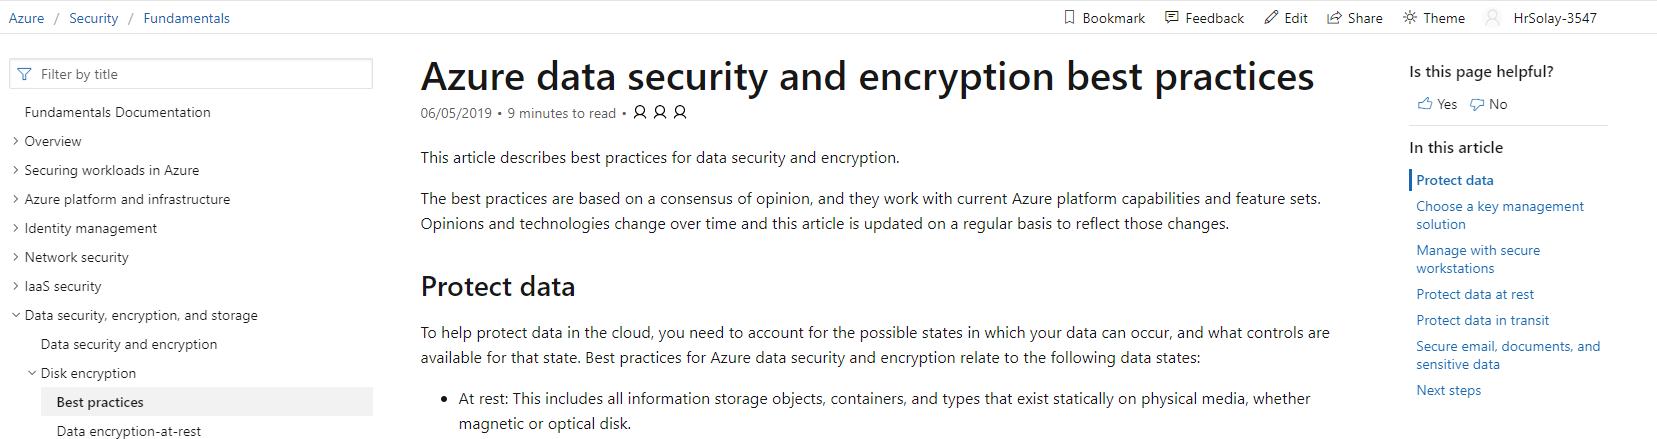 Azure / Security / Fundamentals
Bookmark Feedback Edit Share Theme HrSolay-3547
Filter by title
Fundamentals Documentation
Overview
Securing workloads in Azure
Azure platform and infrastructure
Identity management
Network security
IaaS security
Data security, encryption, and storage
Data security and encryption
Disk encryption
Best practices
Data encryption-at-rest
Azure data security and encryption best practices
06/05/2019 • 9 minutes to read •
This article describes best practices for data security and encryption.
The best practices are based on a consensus of opinion, and they work with current Azure platform capabilities and feature sets.
Opinions and technologies change over time and this article is updated on a regular basis to reflect those changes.
Protect data
To help protect data in the cloud, you need to account for the possible states in which your data can occur, and what controls are
available for that state. Best practices for Azure data security and encryption relate to the following data states:
• At rest: This includes all information storage objects, containers, and types that exist statically on physical media, whether
magnetic or optical disk.
Is this page helpful?
Yes No
In this article
Protect data
Choose a key management
solution
Manage with secure
workstations
Protect data at rest
Protect data in transit
Secure email, documents, and
sensitive data
Next steps